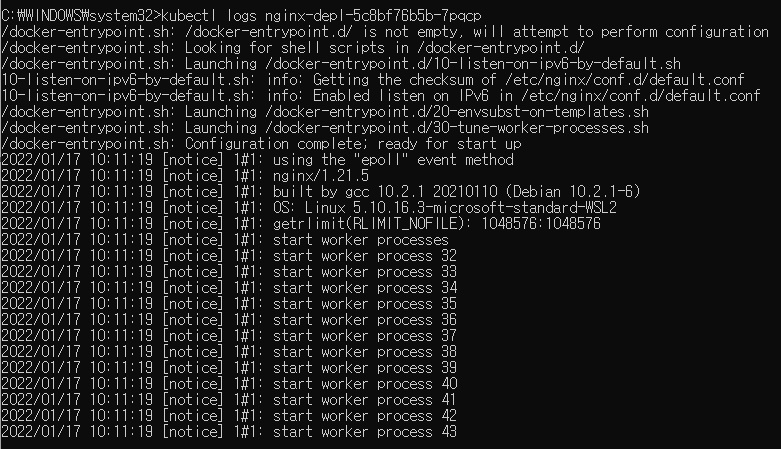 C:₩WINDOWS₩system32>kubectl logs nginx-depl-5c8bf76b5b-7pqcp
/docker-entrypoint.sh: /docker-entrypoint.d/ is not empty, will attempt to perform configuration
/docker-entrypoint.sh: Looking for shell scripts in /docker-entrypoint.d/
/docker-entrypoint.sh: Launching /docker-entrypoint.d/10-listen-on-ipv6-by-default.sh
10-listen-on-ipv6-by-default.sh: info: Getting the checksum of /etc/nginx/conf.d/default.conf
10-listen-on-ipv6-by-default.sh: info: Enabled listen on IPv6 in /etc/nginx/conf.d/default.conf
/docker-entrypoint.sh: Launching /docker-entrypoint.d/20-envsubst-on-templates.sh
/docker-entrypoint.sh: Launching /docker-entrypoint.d/30-tune-worker-processes.sh
/docker-entrypoint.sh: Configuration complete; ready for start up
2022/01/17 10:11:19 [notice] 1#1: using the "epoll" event method
2022/01/17 10:11:19 [notice] 1#1: nginx/1.21.5
2022/01/17 10:11:19 [notice] 1#1: built by gcc 10.2.1 20210110 (Debian 10.2.1-6)
2022/01/17 10:11:19 [notice] 1#1: OS: Linux 5.10.16.3-microsoft-standard-WSL2
2022/01/17 10:11:19 [notice] 1#1: getrlimit(RLIMIT_NOFILE): 1048576:1048576
2022/01/17 10:11:19 [notice] 1#1: start worker processes
2022/01/17 10:11:19 [notice] 1#1: start worker process 32
2022/01/17 10:11:19 [notice] 1#1: start worker process 33
2022/01/17 10:11:19 [notice] 1#1: start worker process 34
2022/01/17 10:11:19 [notice] 1#1: start worker process 35
2022/01/17 10:11:19 [notice] 1#1: start worker process 36
2022/01/17 10:11:19 [notice] 1#1: start worker process 37
2022/01/17 10:11:19 [notice] 1#1: start worker process 38
2022/01/17 10:11:19 [notice] 1#1: start worker process 39
2022/01/17 10:11:19 [notice] 1#1: start worker process 40
2022/01/17 10:11:19 [notice] 1#1: start worker process 41
2022/01/17 10:11:19 [notice] 1#1: start worker process 42
2022/01/17 10:11:19 [notice] 1#1: start worker process 43